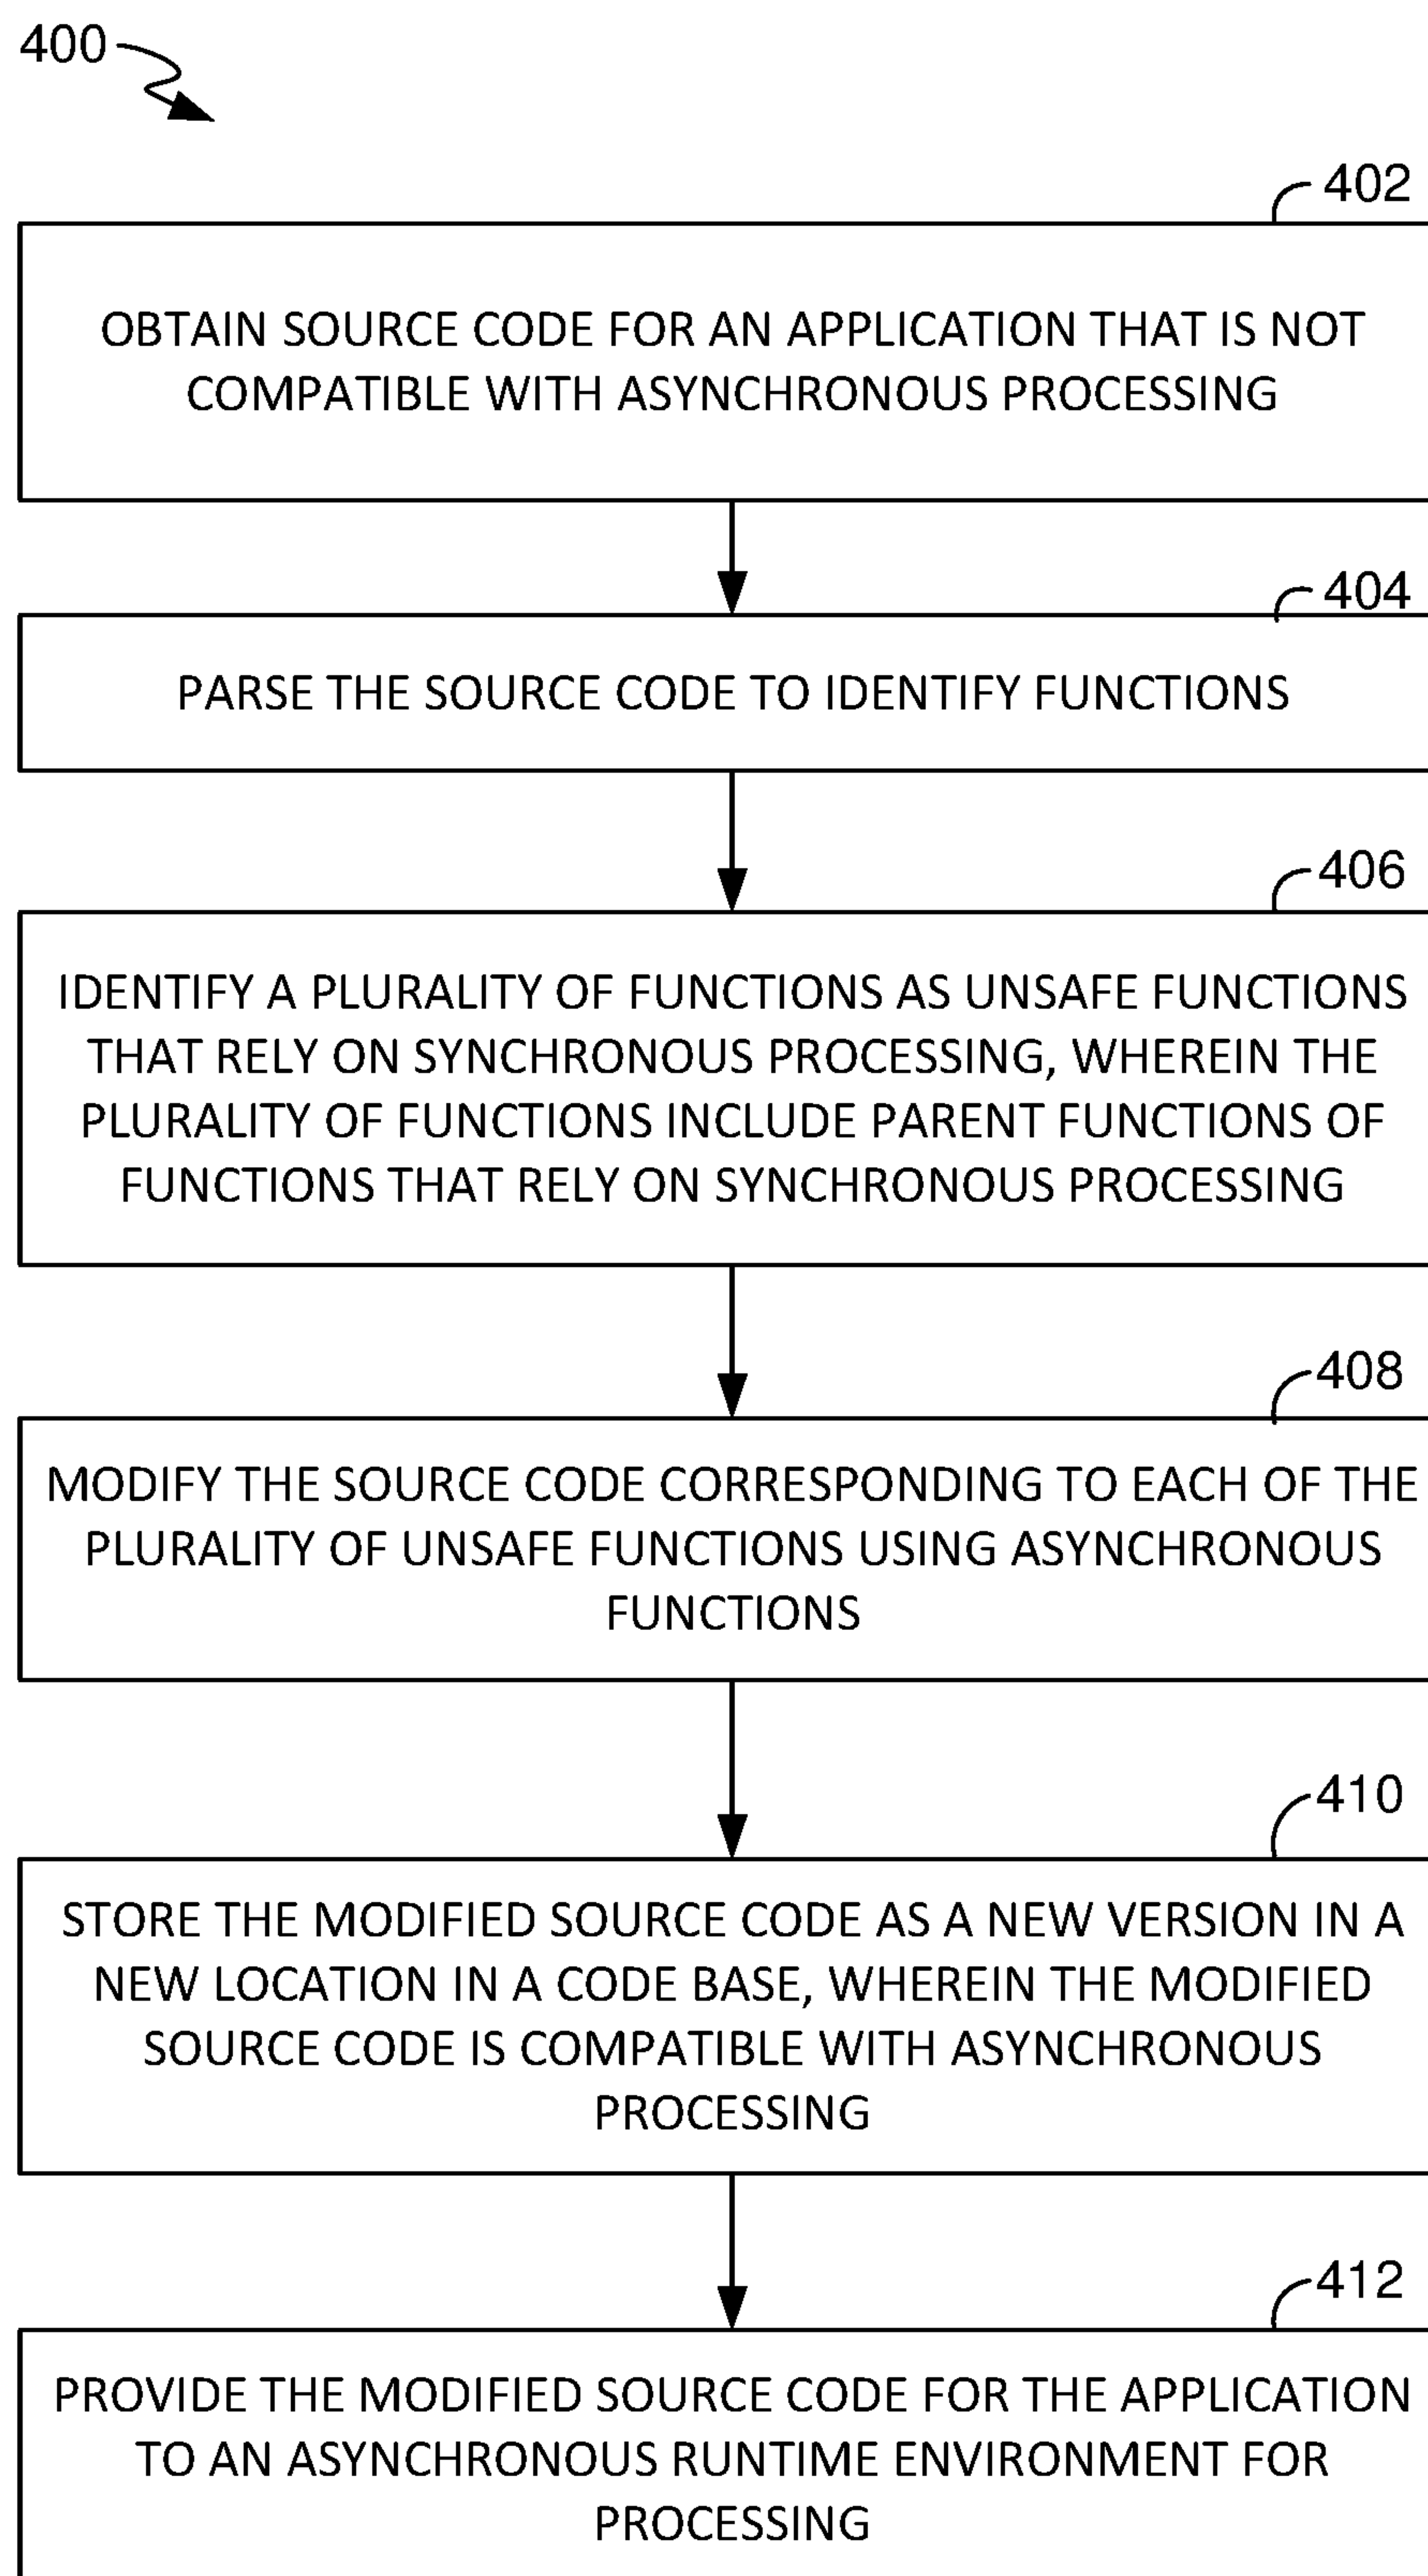 400
402
OBTAIN SOURCE CODE FOR AN APPLICATION THAT IS NOT
COMPATIBLE WITH ASYNCHRONOUS PROCESSING
404
PARSE THE SOURCE CODE TO IDENTIFY FUNCTIONS
406
IDENTIFY A PLURALITY OF FUNCTIONS AS UNSAFE FUNCTIONS
THAT RELY ON SYNCHRONOUS PROCESSING, WHEREIN THE
PLURALITY OF FUNCTIONS INCLUDE PARENT FUNCTIONS OF
FUNCTIONS THAT RELY ON SYNCHRONOUS PROCESSING
408
MODIFY THE SOURCE CODE CORRESPONDING TO EACH OF THE
PLURALITY OF UNSAFE FUNCTIONS USING ASYNCHRONOUS
FUNCTIONS
410
STORE THE MODIFIED SOURCE CODE AS A NEW VERSION IN A
NEW LOCATION IN A CODE BASE, WHEREIN THE MODIFIED
SOURCE CODE IS COMPATIBLE WITH ASYNCHRONOUS
PROCESSING
412
PROVIDE THE MODIFIED SOURCE CODE FOR THE APPLICATION
TO AN ASYNCHRONOUS RUNTIME ENVIRONMENT FOR
PROCESSING